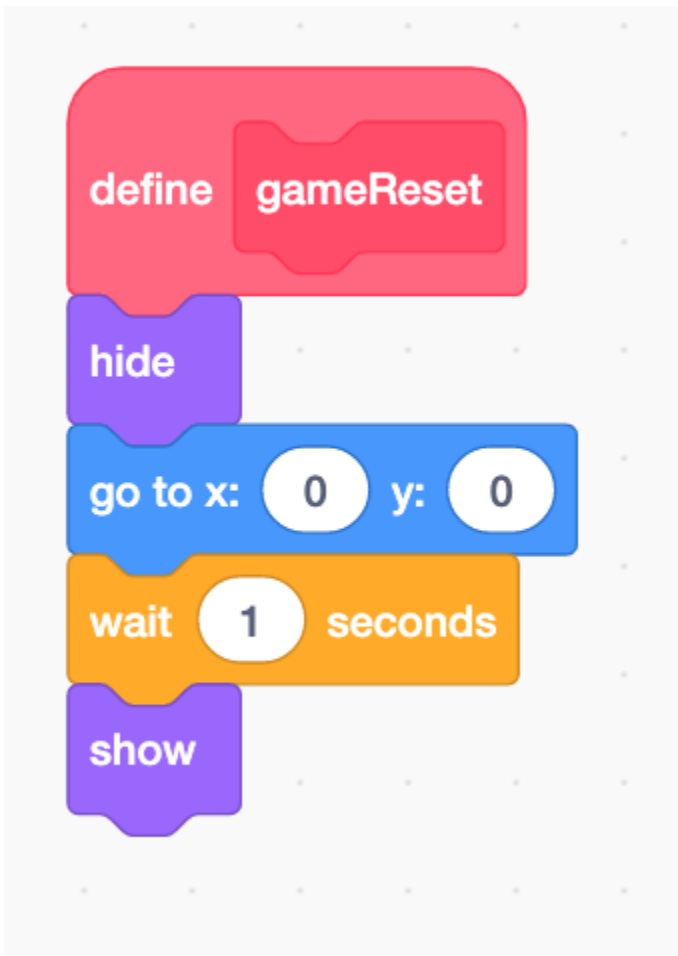 define gameReset
hide
go to x: 0 y: 0
wait 1 seconds
show